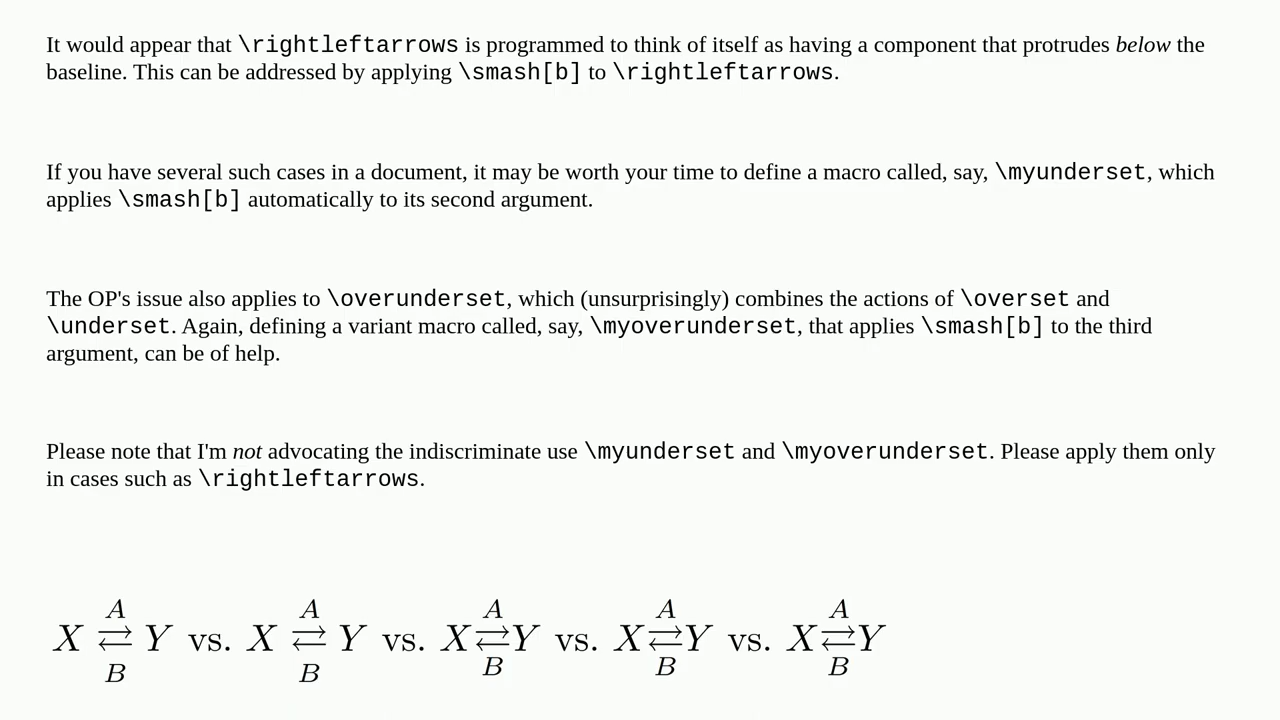 It would appear that \rightleftarrows is programmed to think of itself as having a component that protrudes below the
baseline. This can be addressed by applying \smash[b] to \rightleftarrows.
If you have several such cases in a document, it may be worth your time to define a macro called, say, \myunderset, which
applies \smash[b] automatically to its second argument.
The OP's issue also applies to \overunderset, which (unsurprisingly) combines the actions of \overset and
\underset. Again, defining a variant macro called, say, \myoverunderset, that applies \smash[b] to the third
argument, can be of help.
Please note that I'm not advocating the indiscriminate use \myunderset and \myoverunderset. Please apply them only
in cases such as \rightleftarrows.
A A A A A
X ⇄ Y vs. X ⇄ Y vs. X⇄Y vs. X⇄Y vs. X⇄Y
B B B B B